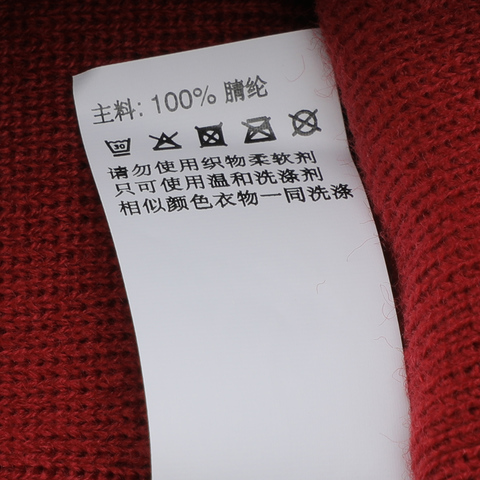 主料: 100% 腈纶
30
请勿使用织物柔软剂
只可使用温和洗涤剂
相似颜色衣物一同洗涤